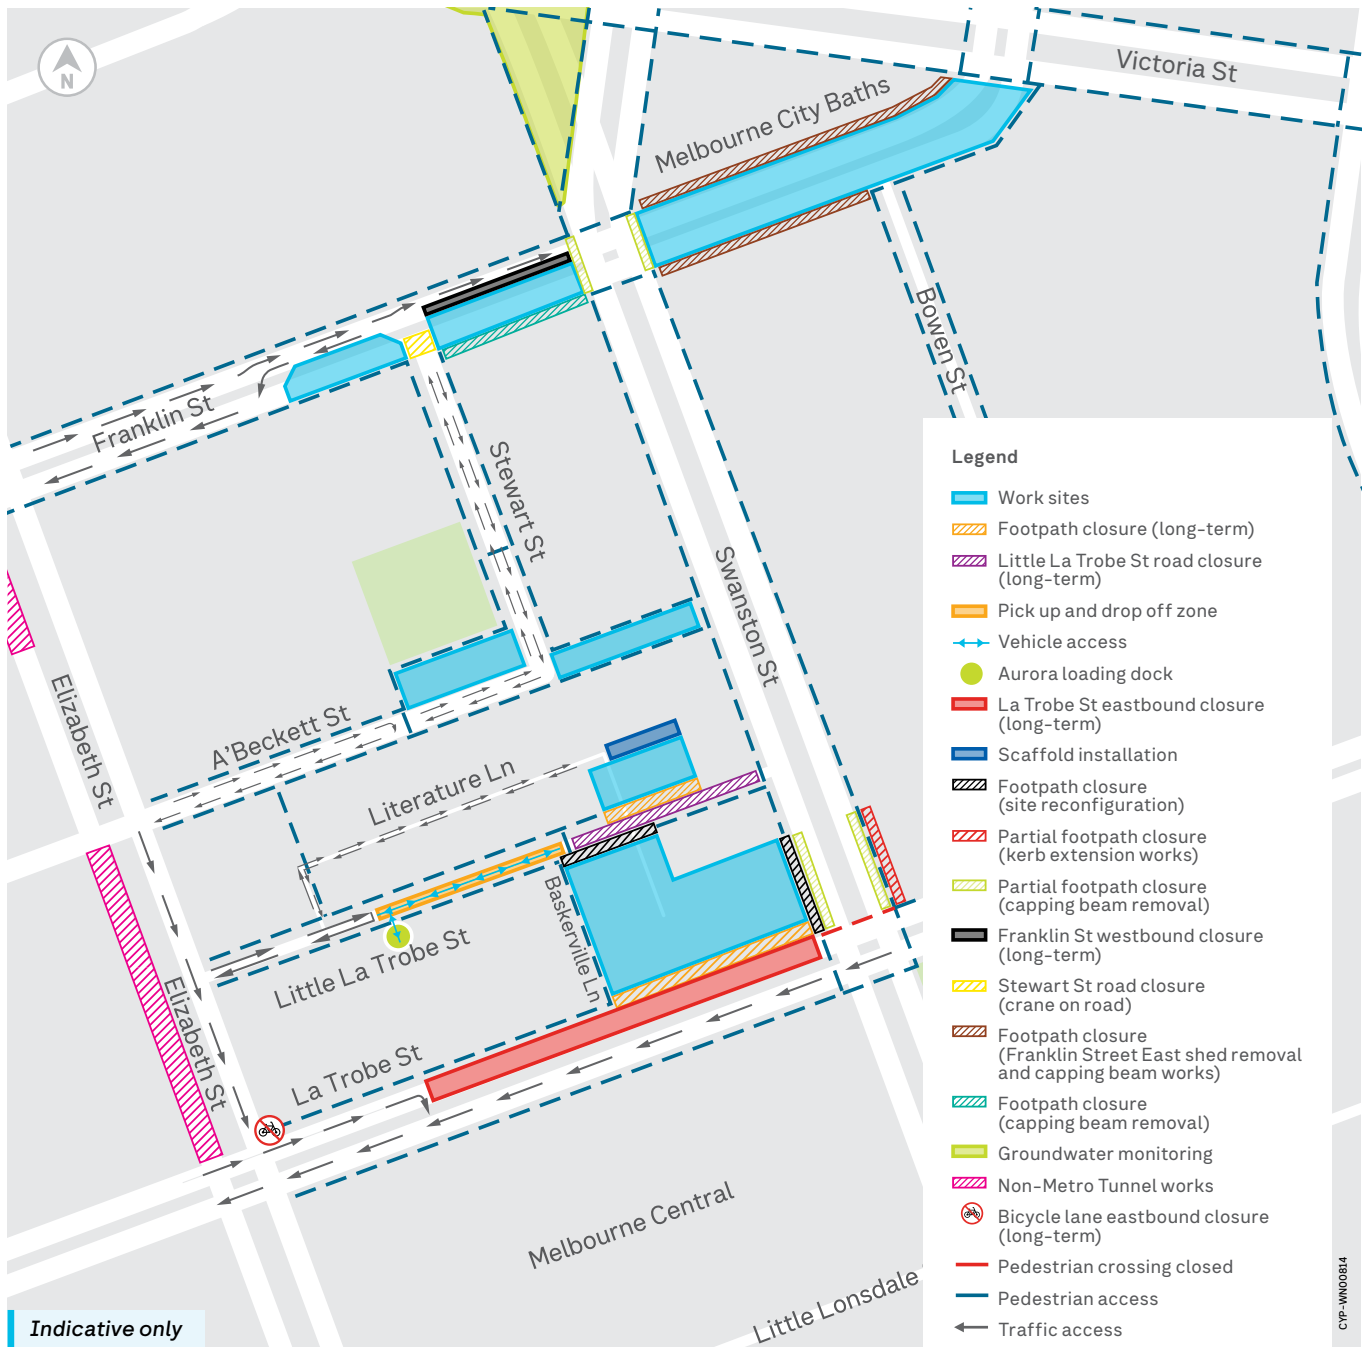 N
Victoria St
Melbourne City Baths
Bowen St
Franklin St
Stewart St
Swanston St
Elizabeth St
A'Beckett St
Literature Ln
Baskerville Ln
Little La Trobe St
Elizabeth St
La Trobe St
Melbourne Central
Little Lonsdale
Indicative only
Legend
Work sites
Footpath closure (long-term)
Little La Trobe St road closure
(long-term)
Pick up and drop off zone
Vehicle access
Aurora loading dock
La Trobe St eastbound closure
(long-term)
Scaffold installation
Footpath closure
(site reconfiguration)
Partial footpath closure
(kerb extension works)
Partial footpath closure
(capping beam removal)
Franklin St westbound closure
(long-term)
Stewart St road closure
(crane on road)
Footpath closure
(Franklin Street East shed removal
and capping beam works)
Footpath closure
(capping beam removal)
Groundwater monitoring
Non-Metro Tunnel works
Bicycle lane eastbound closure
(long-term)
Pedestrian crossing closed
Pedestrian access
Traffic access
CYP-WN00814